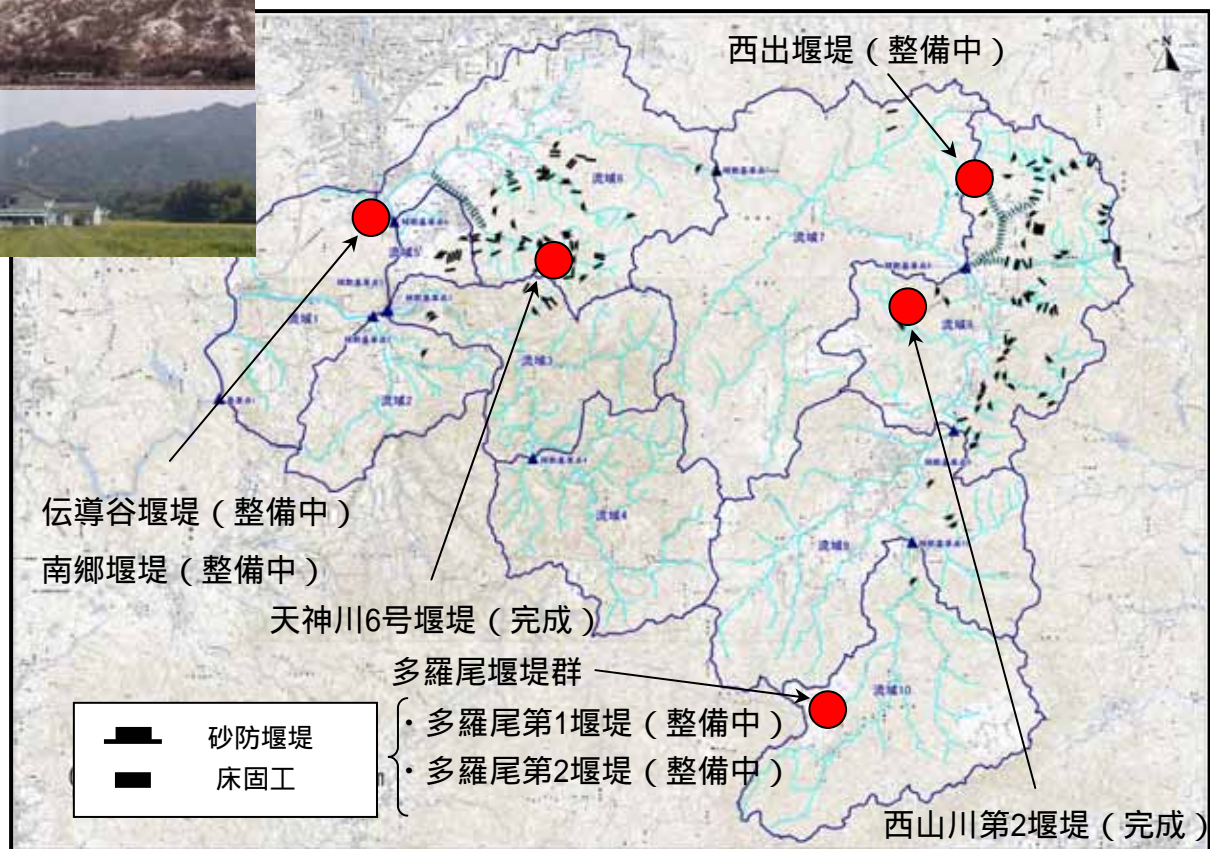 西出堰堤（整備中）
N
流域6
流域7
流域5
流域8
流域1
流域3
流域2
流域4
流域9
流域10
伝導谷堰堤（整備中）
南郷堰堤（整備中）
天神川6号堰堤（完成）
多羅尾堰堤群
・多羅尾第1堰堤（整備中）
・多羅尾第2堰堤（整備中）
西山川第2堰堤（完成）
砂防堰堤
床固工